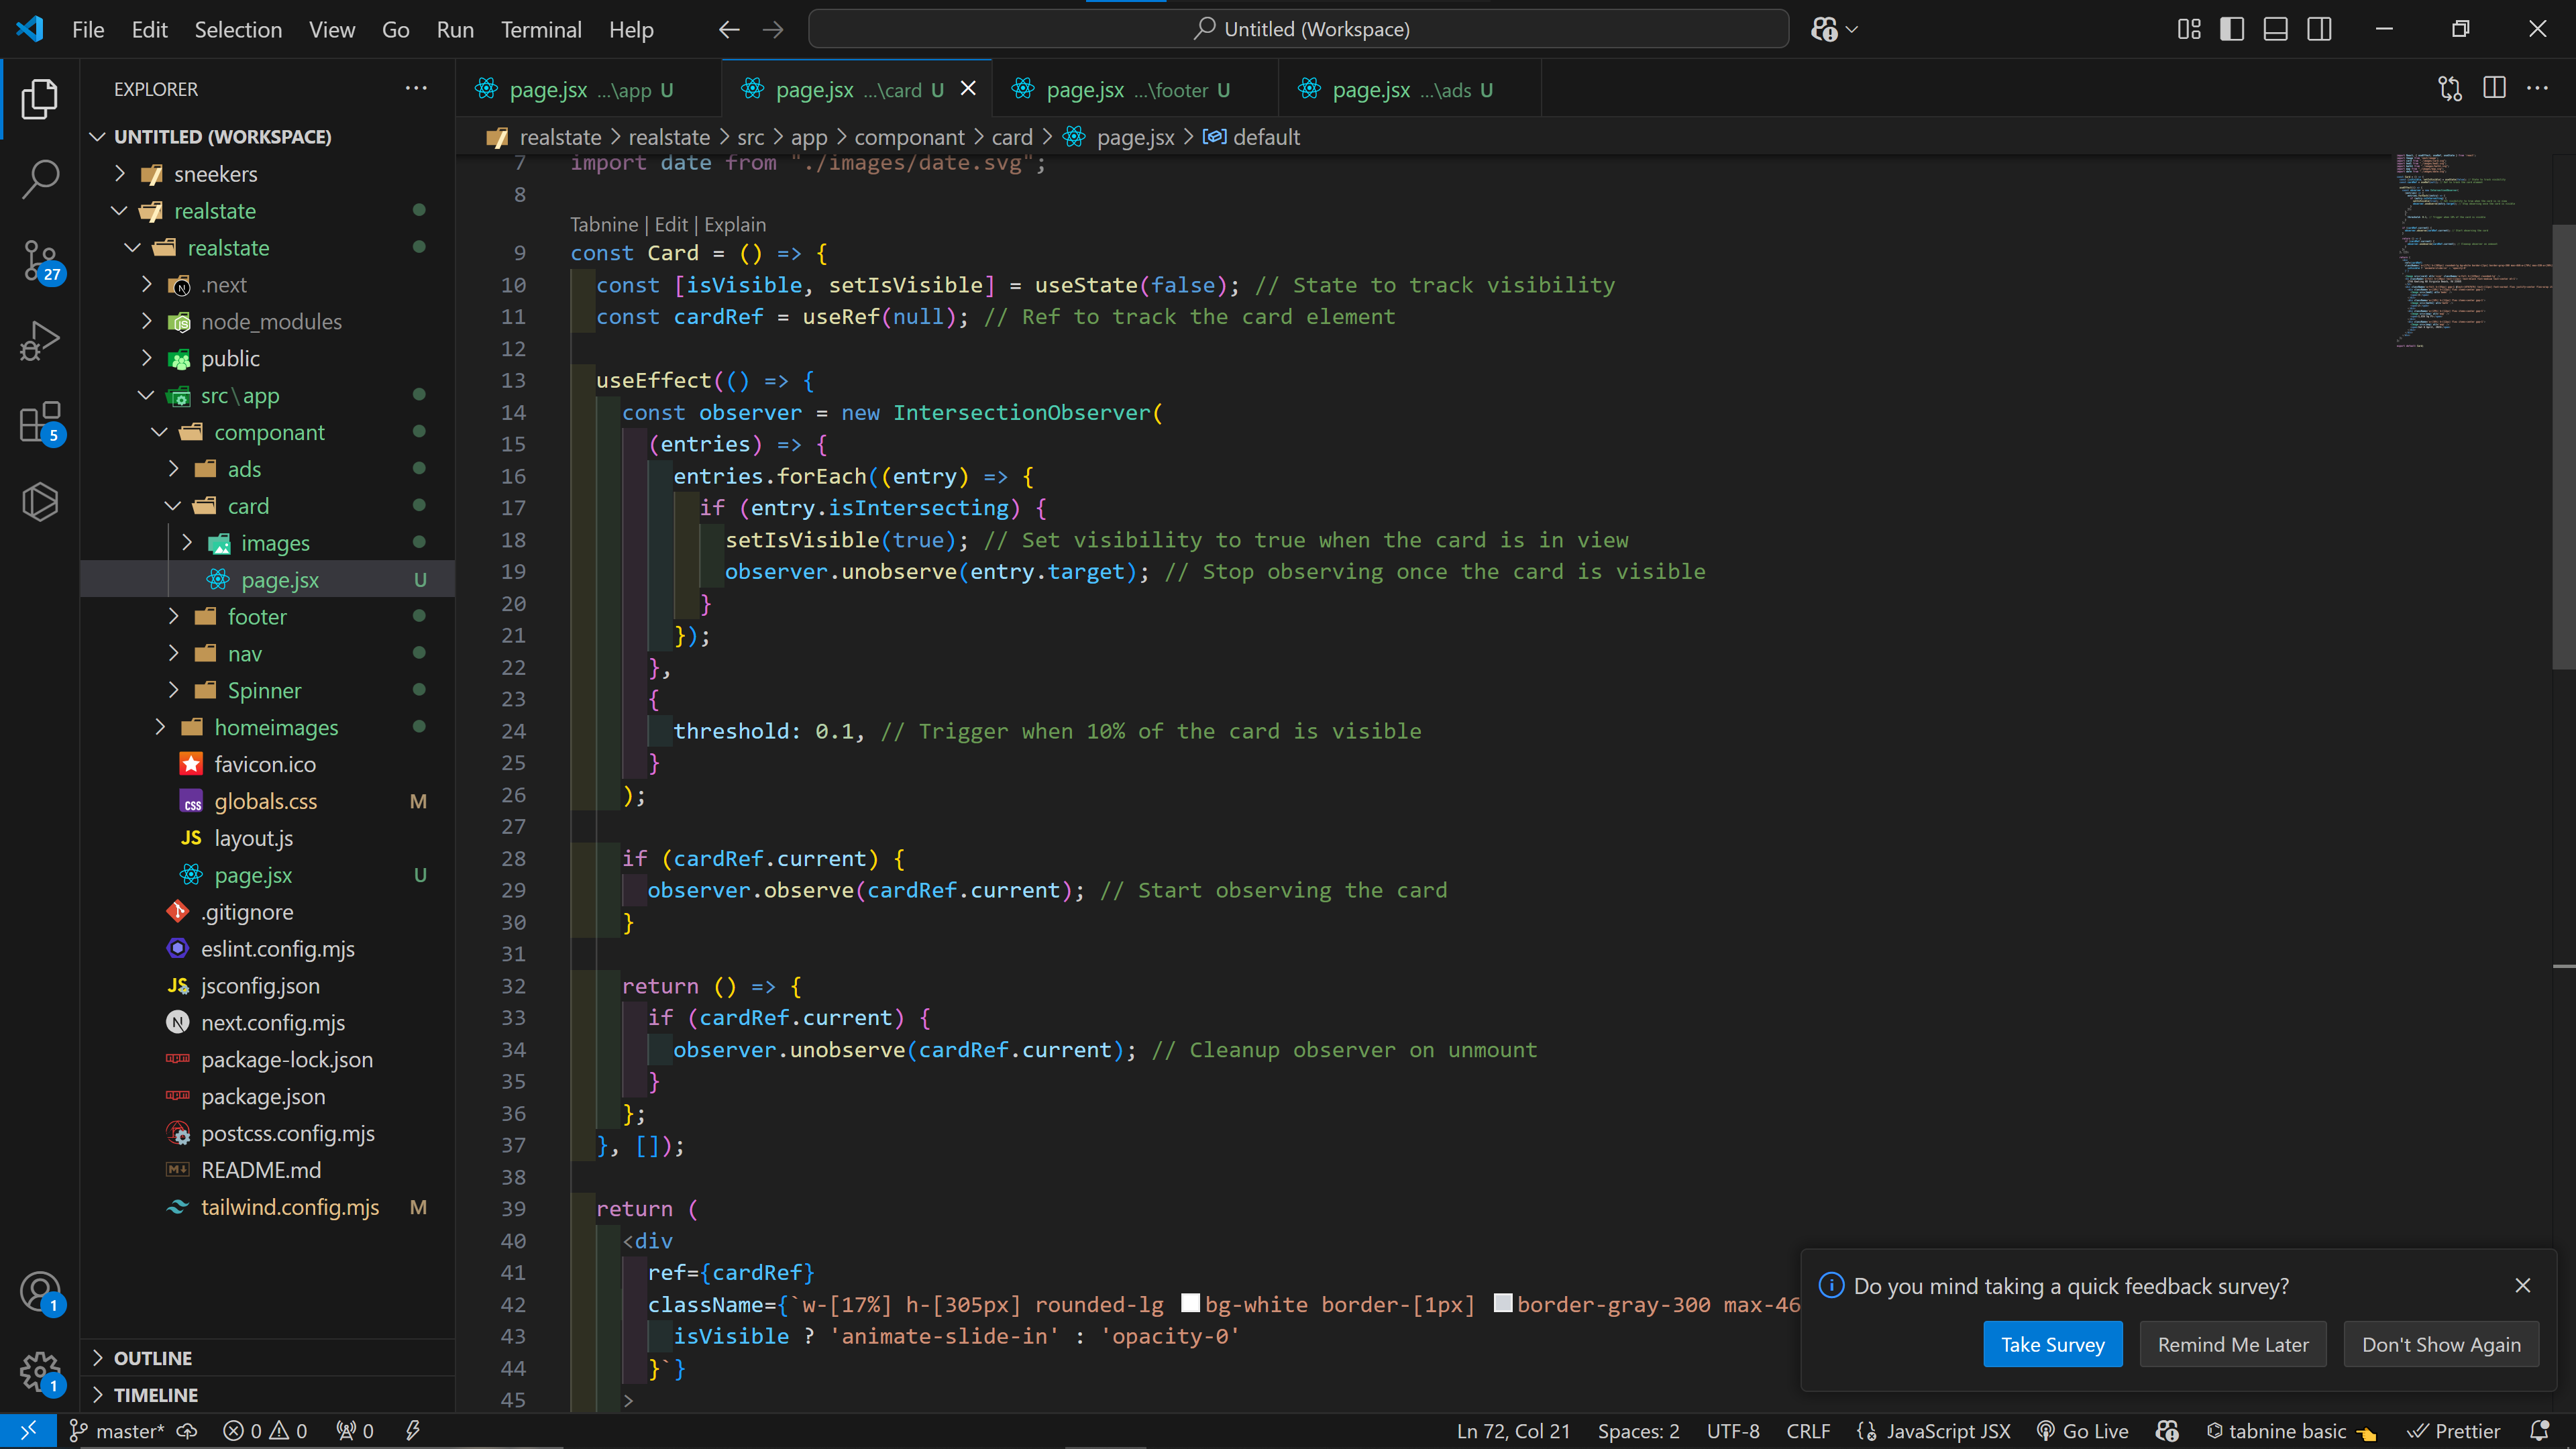 File Edit Selection View Go Run Terminal Help
Untitled (Workspace)
EXPLORER
UNTITLED (WORKSPACE)
sneekers
realstate
realstate
.next
node_modules
public
src\app
componant
ads
card
images
page.jsx U
footer
nav
Spinner
homeimages
favicon.ico
globals.css M
layout.js
page.jsx U
.gitignore
eslint.config.mjs
jsconfig.json
next.config.mjs
package-lock.json
package.json
postcss.config.mjs
README.md
tailwind.config.mjs M
OUTLINE
TIMELINE
27
5
1
1
page.jsx ...\app U
page.jsx ...\card U
page.jsx ...\footer U
page.jsx ...\ads U
realstate > realstate > src > app > componant > card > page.jsx > default
7 import date from "./images/date.svg";
8
Tabnine | Edit | Explain
9 const Card = () => {
10 const [isVisible, setIsVisible] = useState(false); // State to track visibility
11 const cardRef = useRef(null); // Ref to track the card element
12
13 useEffect(() => {
14 const observer = new IntersectionObserver(
15 (entries) => {
16 entries.forEach((entry) => {
17 if (entry.isIntersecting) {
18 setIsVisible(true); // Set visibility to true when the card is in view
19 observer.unobserve(entry.target); // Stop observing once the card is visible
20 }
21 });
22 },
23 {
24 threshold: 0.1, // Trigger when 10% of the card is visible
25 }
26 );
27
28 if (cardRef.current) {
29 observer.observe(cardRef.current); // Start observing the card
30 }
31
32 return () => {
33 if (cardRef.current) {
34 observer.unobserve(cardRef.current); // Cleanup observer on unmount
35 }
36 };
37 }, []);
38
39 return (
40 <div
41 ref={cardRef}
42 className={`w-[17%] h-[305px] rounded-lg bg-white border-[1px] border-gray-300 max-46
43 isVisible ? 'animate-slide-in' : 'opacity-0'
44 }`}
45 >
Do you mind taking a quick feedback survey?
Take Survey
Remind Me Later
Don't Show Again
master* 0 0 0
Ln 72, Col 21 Spaces: 2 UTF-8 CRLF JavaScript JSX Go Live tabnine basic Prettier